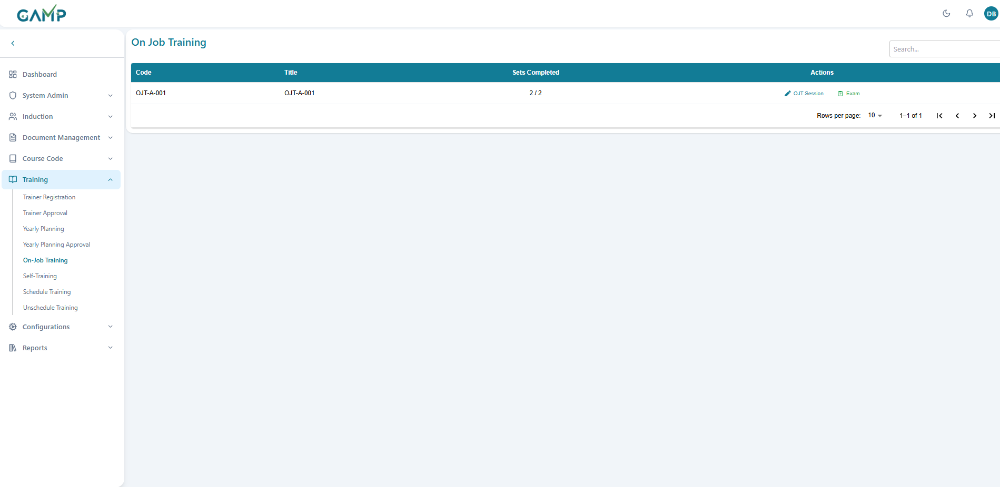 GAMP
DB
On Job Training
Search...
Code Title Sets Completed Actions
OJT-A-001 OJT-A-001 2 / 2 OJT Session Exam
Rows per page: 10 1–1 of 1
Dashboard
System Admin
Induction
Document Management
Course Code
Training
Trainer Registration
Trainer Approval
Yearly Planning
Yearly Planning Approval
On-Job Training
Self-Training
Schedule Training
Unschedule Training
Configurations
Reports